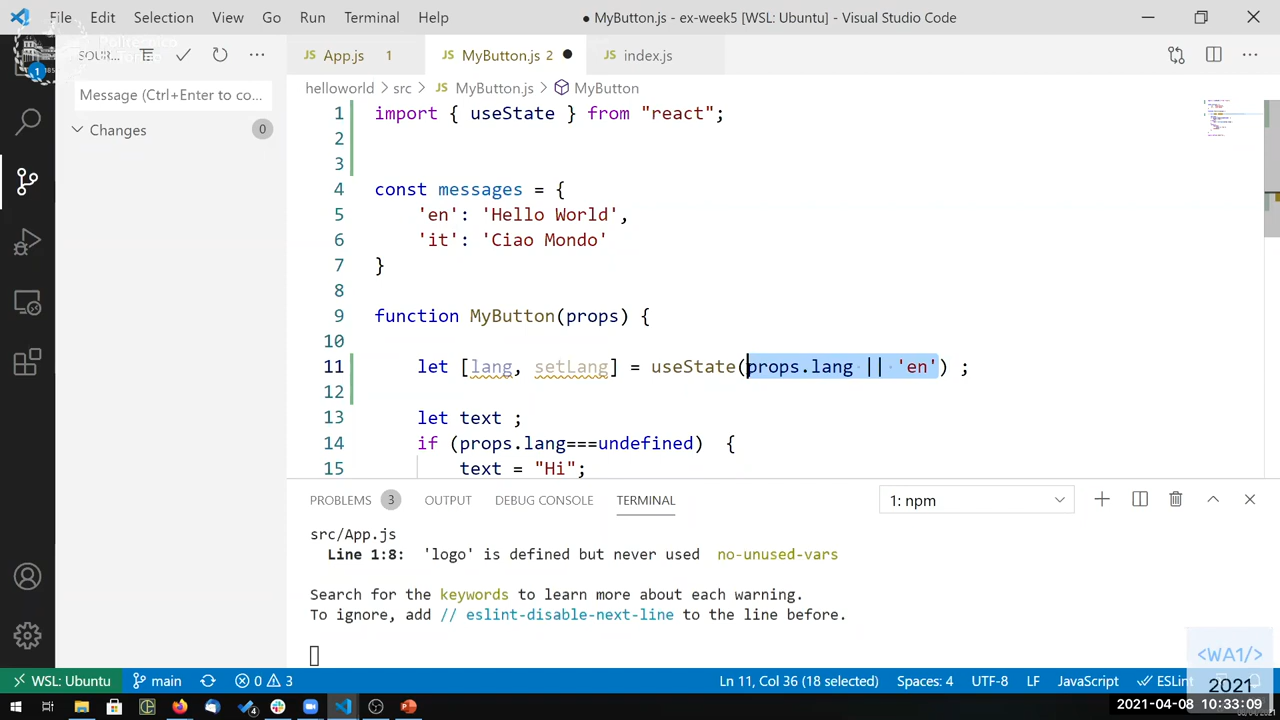 File Edit Selection View Go Run Terminal Help
● MyButton.js - ex-week5 [WSL: Ubuntu] - Visual Studio Code
Politecnico
JS App.js 1
JS MyButton.js 2 ●
JS index.js
1
Message (Ctrl+Enter to co...
Changes 0
helloworld > src > JS MyButton.js > MyButton
1 import { useState } from "react";
2
3
4 const messages = {
5 'en': 'Hello World',
6 'it': 'Ciao Mondo'
7 }
8
9 function MyButton(props) {
10
11 let [lang, setLang] = useState(props.lang || 'en') ;
12
13 let text ;
14 if (props.lang===undefined) {
15 text = "Hi";
PROBLEMS 3 OUTPUT DEBUG CONSOLE TERMINAL
1: npm
src/App.js
Line 1:8: 'logo' is defined but never used no-unused-vars
Search for the keywords to learn more about each warning.
To ignore, add // eslint-disable-next-line to the line before.
WSL: Ubuntu main 0 3
Ln 11, Col 36 (18 selected) Spaces: 4 UTF-8 LF JavaScript ESLint
<WA1/>
2021
2021-04-08 10:33:09